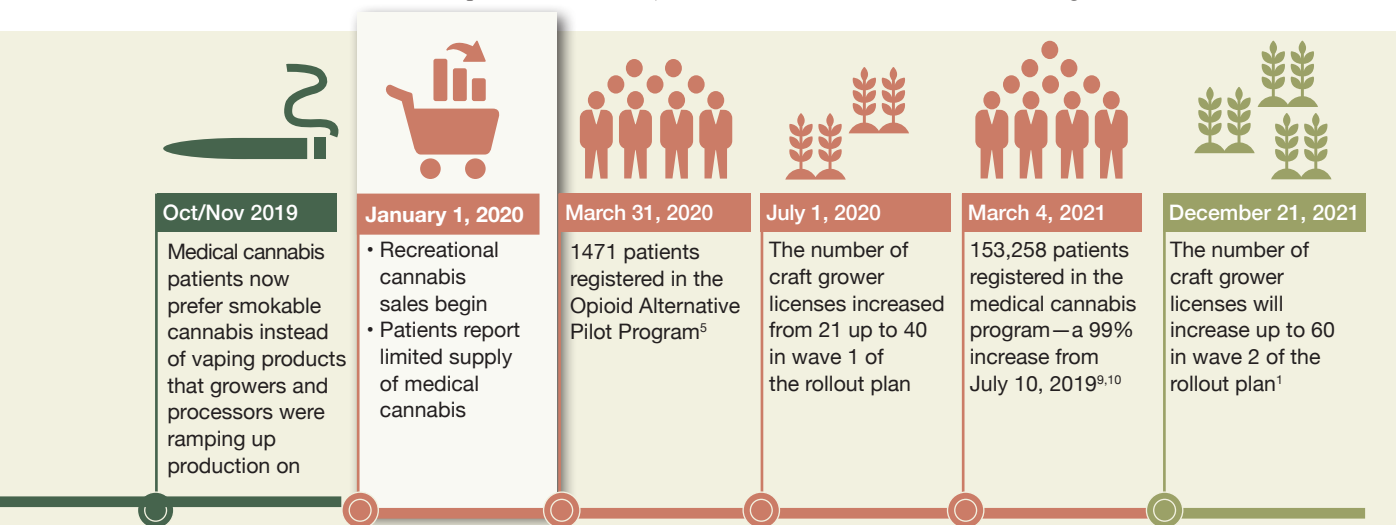 Oct/Nov 2019
Medical cannabis
patients now
prefer smokable
cannabis instead
of vaping products
that growers and
processors were
ramping up
production on
January 1, 2020
• Recreational
cannabis
sales begin
• Patients report
limited supply
of medical
cannabis
March 31, 2020
1471 patients
registered in the
Opioid Alternative
Pilot Program5
July 1, 2020
The number of
craft grower
licenses increased
from 21 up to 40
in wave 1 of
the rollout plan
March 4, 2021
153,258 patients
registered in the
medical cannabis
program—a 99%
increase from
July 10, 20199,10
December 21, 2021
The number of
craft grower
licenses will
increase up to 60
in wave 2 of the
rollout plan1